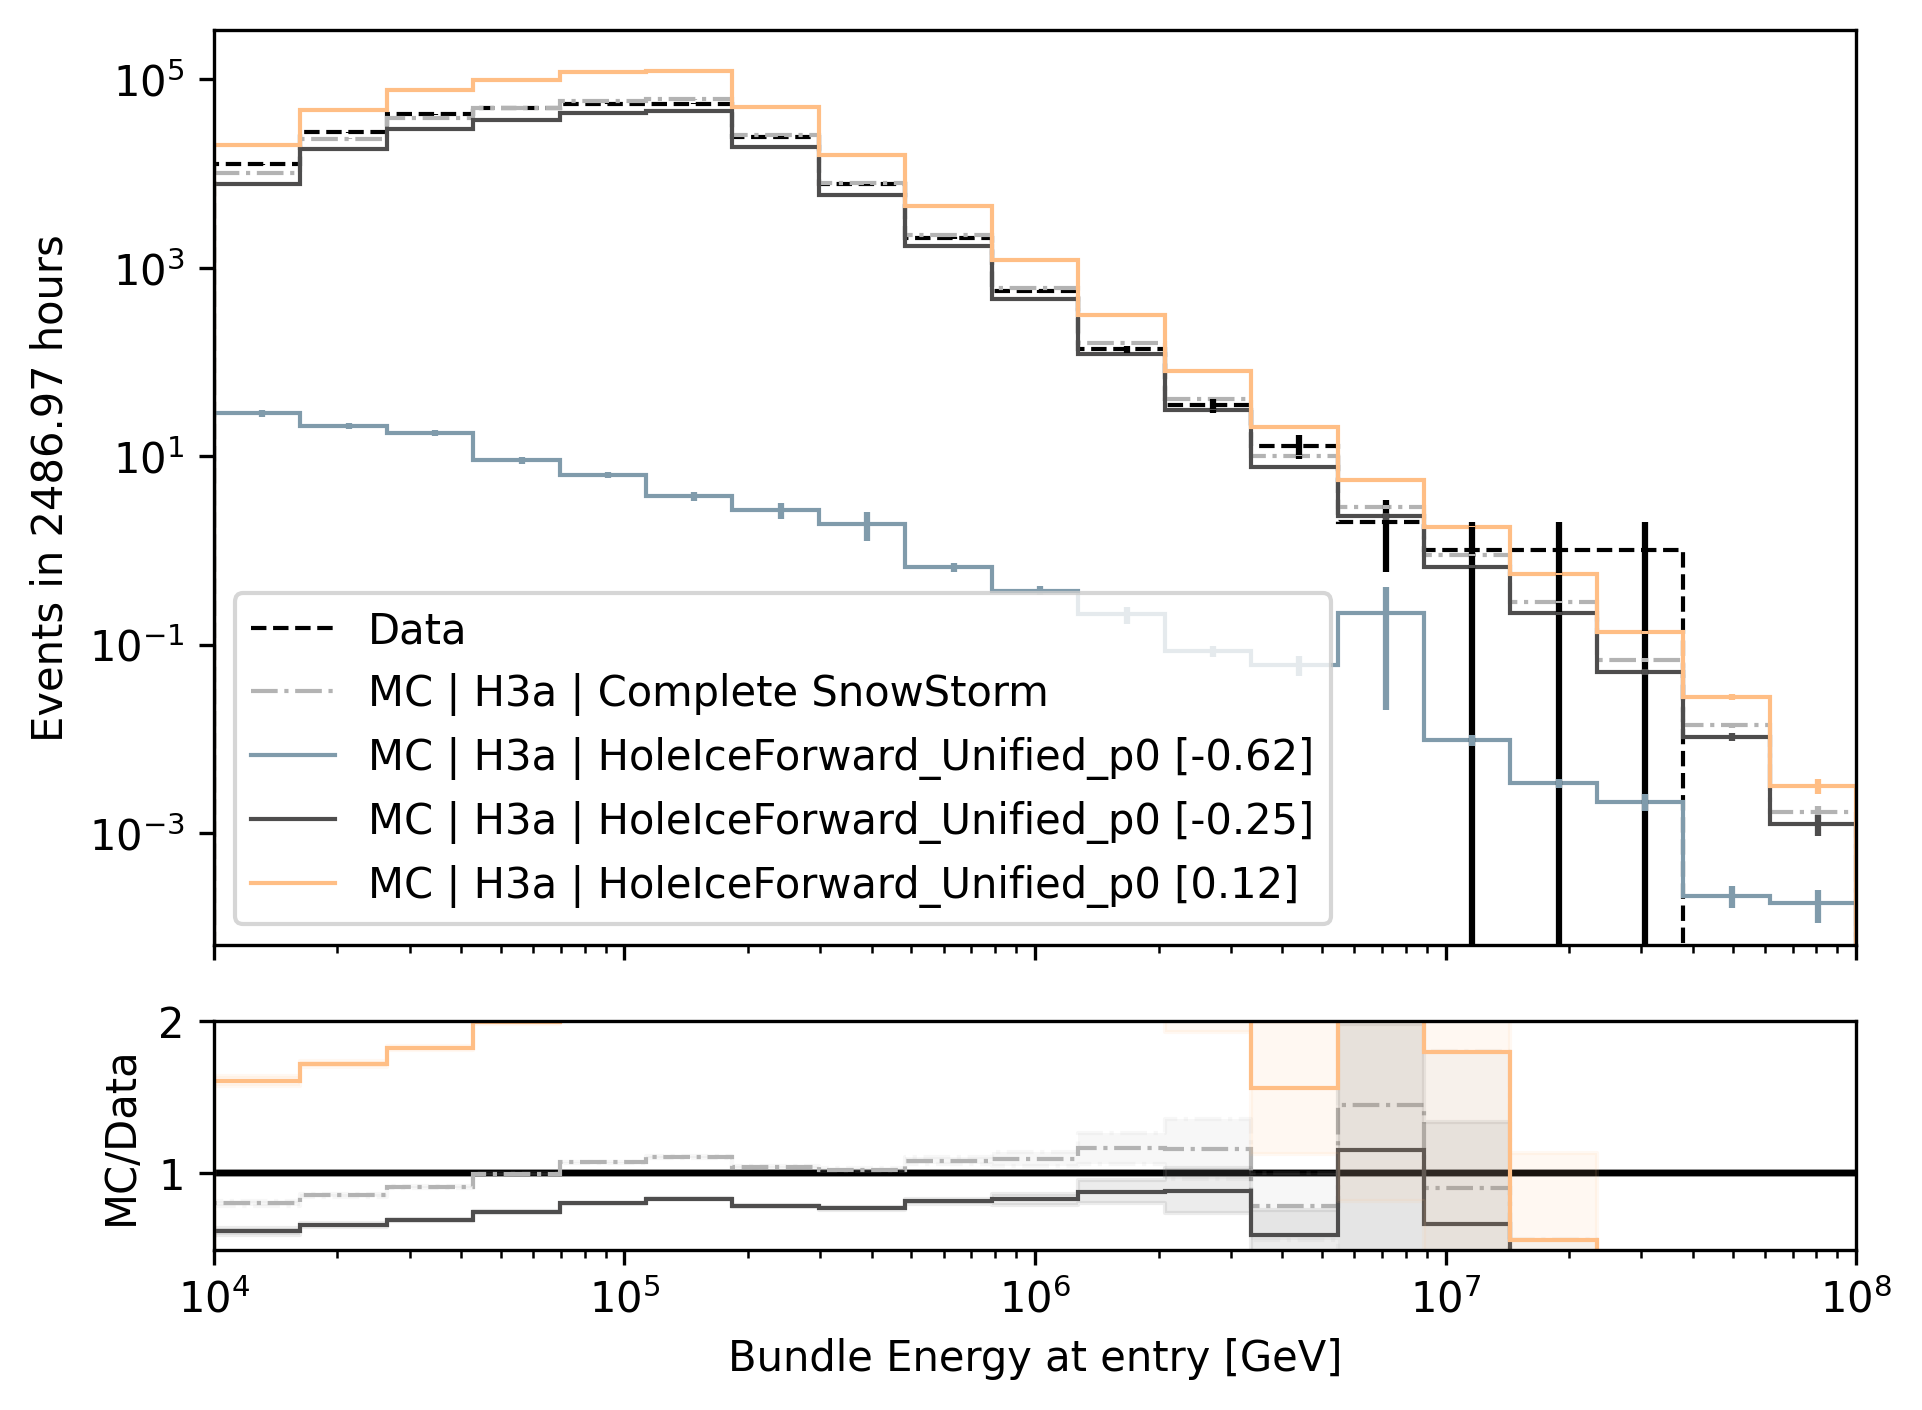 10^5
10^3
10^1
10^−1
10^−3
Events in 2486.97 hours
Data
MC | H3a | Complete SnowStorm
MC | H3a | HoleIceForward_Unified_p0 [-0.62]
MC | H3a | HoleIceForward_Unified_p0 [-0.25]
MC | H3a | HoleIceForward_Unified_p0 [0.12]
2
1
MC/Data
10^4 10^5 10^6 10^7 10^8
Bundle Energy at entry [GeV]